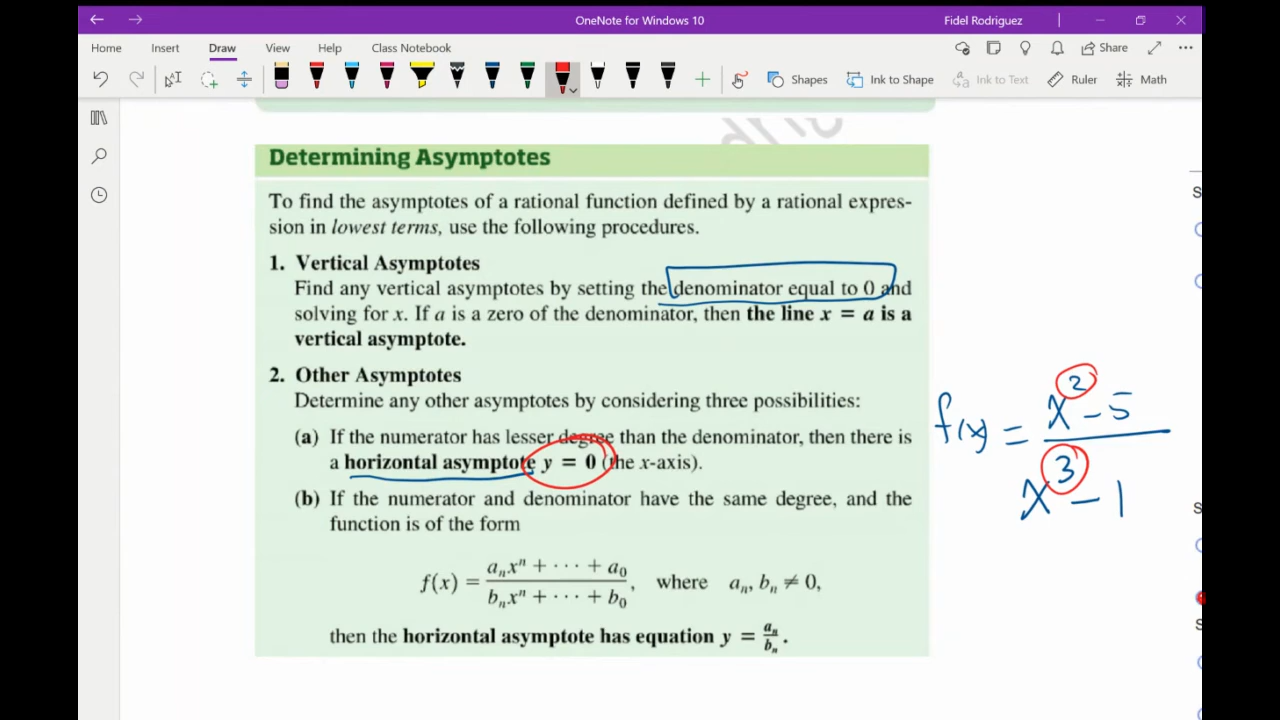 OneNote for Windows 10
Fidel Rodriguez
Home Insert Draw View Help Class Notebook
Share
Shapes Ink to Shape Ink to Text Ruler Math
Determining Asymptotes
To find the asymptotes of a rational function defined by a rational expres-
sion in lowest terms, use the following procedures.
1. Vertical Asymptotes
Find any vertical asymptotes by setting the denominator equal to 0 and
solving for x. If a is a zero of the denominator, then the line x = a is a
vertical asymptote.
2. Other Asymptotes
Determine any other asymptotes by considering three possibilities:
(a) If the numerator has lesser degree than the denominator, then there is
a horizontal asymptote y = 0 (the x-axis).
(b) If the numerator and denominator have the same degree, and the
function is of the form
f(x) = (aₙxⁿ + · · · + a₀) / (bₙxⁿ + · · · + b₀), where aₙ, bₙ ≠ 0,
then the horizontal asymptote has equation y = aₙ/bₙ.
f(x) = (x² − 5) / (x³ − 1)